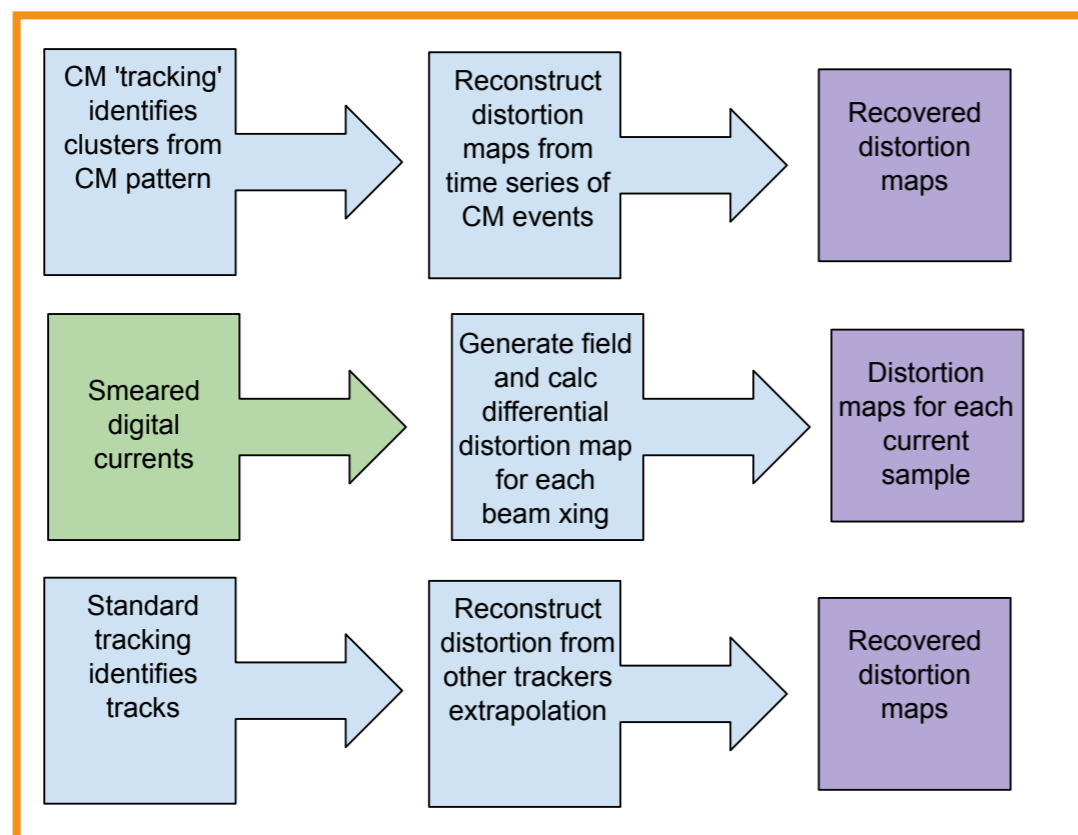 CM 'tracking'
identifies
clusters from
CM pattern
Reconstruct
distortion
maps from
time series of
CM events
Recovered
distortion
maps
Smeared
digital
currents
Generate field
and calc
differential
distortion map
for each
beam xing
Distortion
maps for each
current
sample
Standard
tracking
identifies
tracks
Reconstruct
distortion from
other trackers
extrapolation
Recovered
distortion
maps